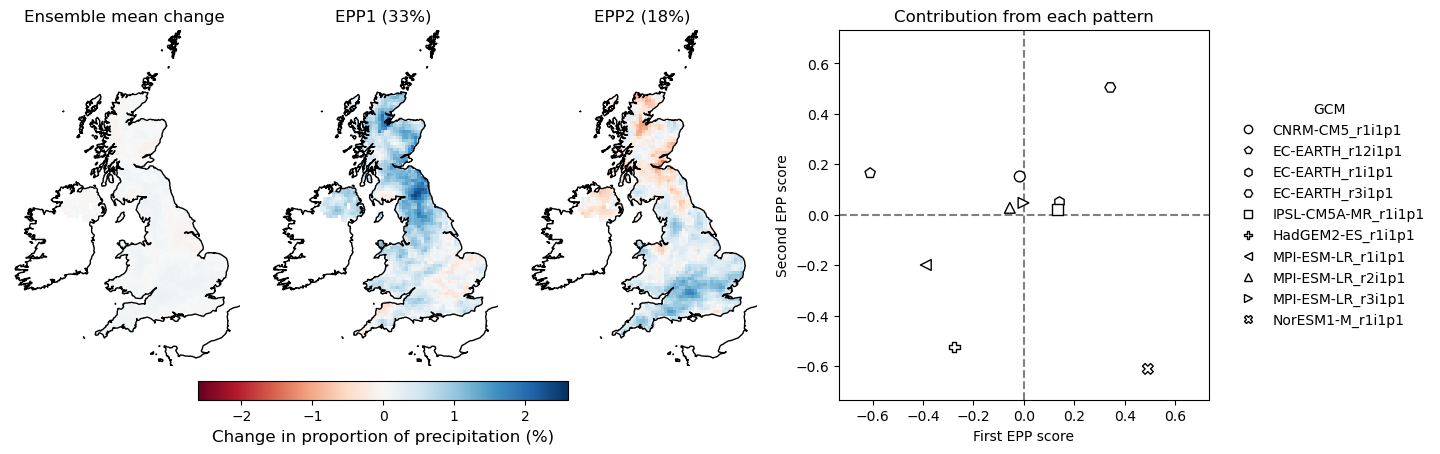 Ensemble mean change
EPP1 (33%)
EPP2 (18%)
−2 −1 0 1 2
Change in proportion of precipitation (%)
Contribution from each pattern
Second EPP score
0.6
0.4
0.2
0.0
−0.2
−0.4
−0.6
−0.6 −0.4 −0.2 0.0 0.2 0.4 0.6
First EPP score
GCM
CNRM-CM5_r1i1p1
EC-EARTH_r12i1p1
EC-EARTH_r1i1p1
EC-EARTH_r3i1p1
IPSL-CM5A-MR_r1i1p1
HadGEM2-ES_r1i1p1
MPI-ESM-LR_r1i1p1
MPI-ESM-LR_r2i1p1
MPI-ESM-LR_r3i1p1
NorESM1-M_r1i1p1